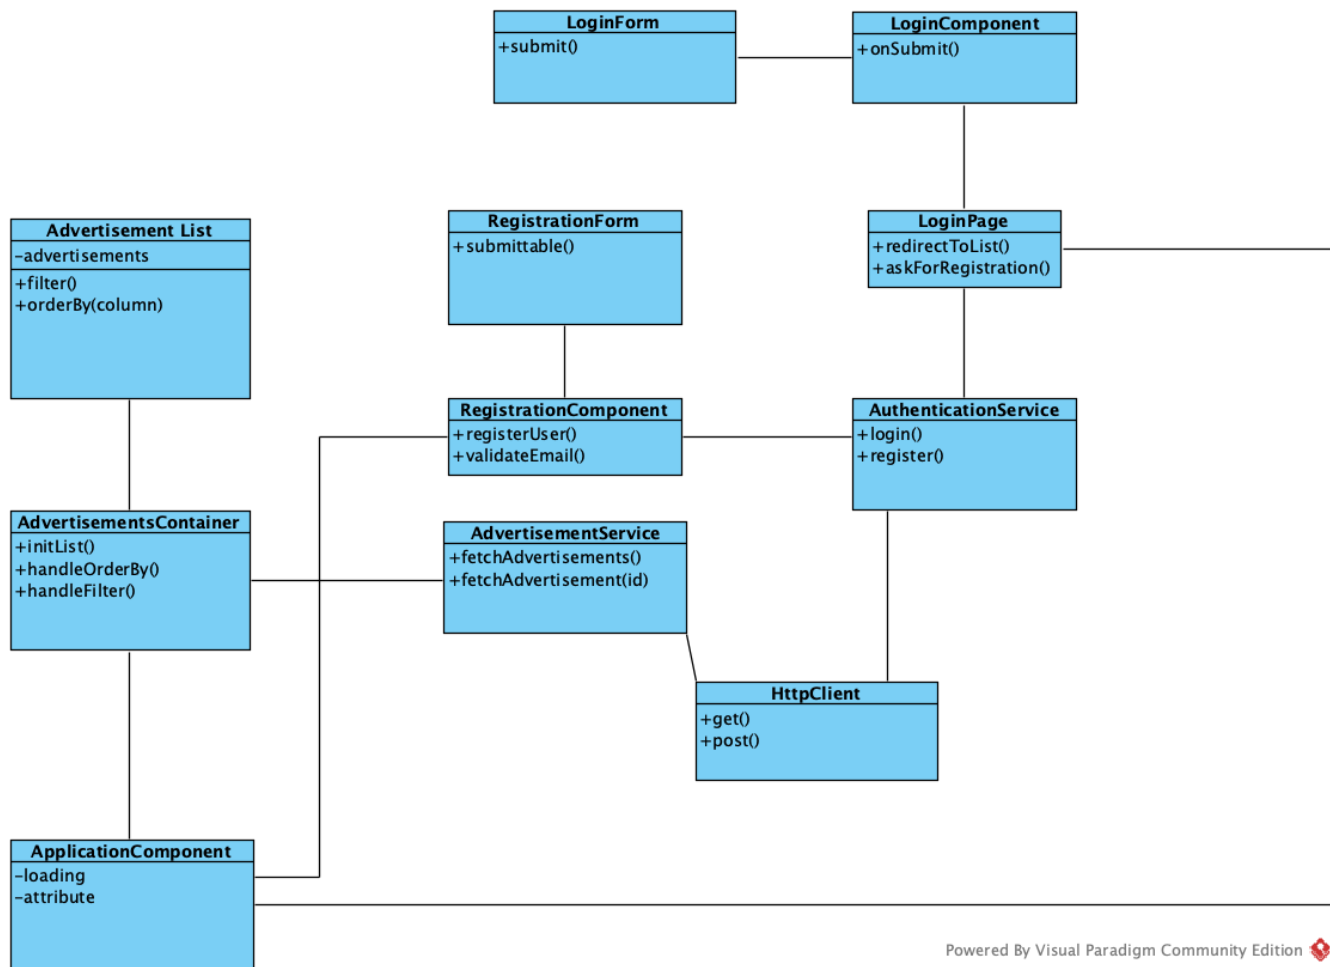 LoginForm
+submit()
LoginComponent
+onSubmit()
Advertisement List
-advertisements
+filter()
+orderBy(column)
RegistrationForm
+submittable()
LoginPage
+redirectToList()
+askForRegistration()
RegistrationComponent
+registerUser()
+validateEmail()
AuthenticationService
+login()
+register()
AdvertisementsContainer
+initList()
+handleOrderBy()
+handleFilter()
AdvertisementService
+fetchAdvertisements()
+fetchAdvertisement(id)
HttpClient
+get()
+post()
ApplicationComponent
-loading
-attribute
Powered By Visual Paradigm Community Edition